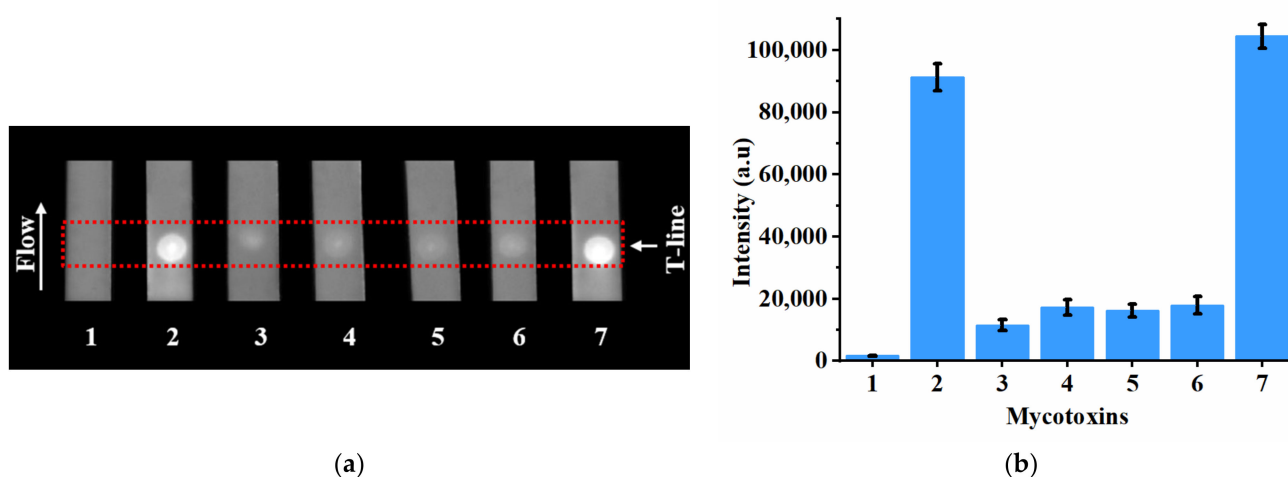 Flow
T-line
1 2 3 4 5 6 7
(a)
Intensity (a.u)
100,000
80,000
60,000
40,000
20,000
0
1 2 3 4 5 6 7
Mycotoxins
(b)